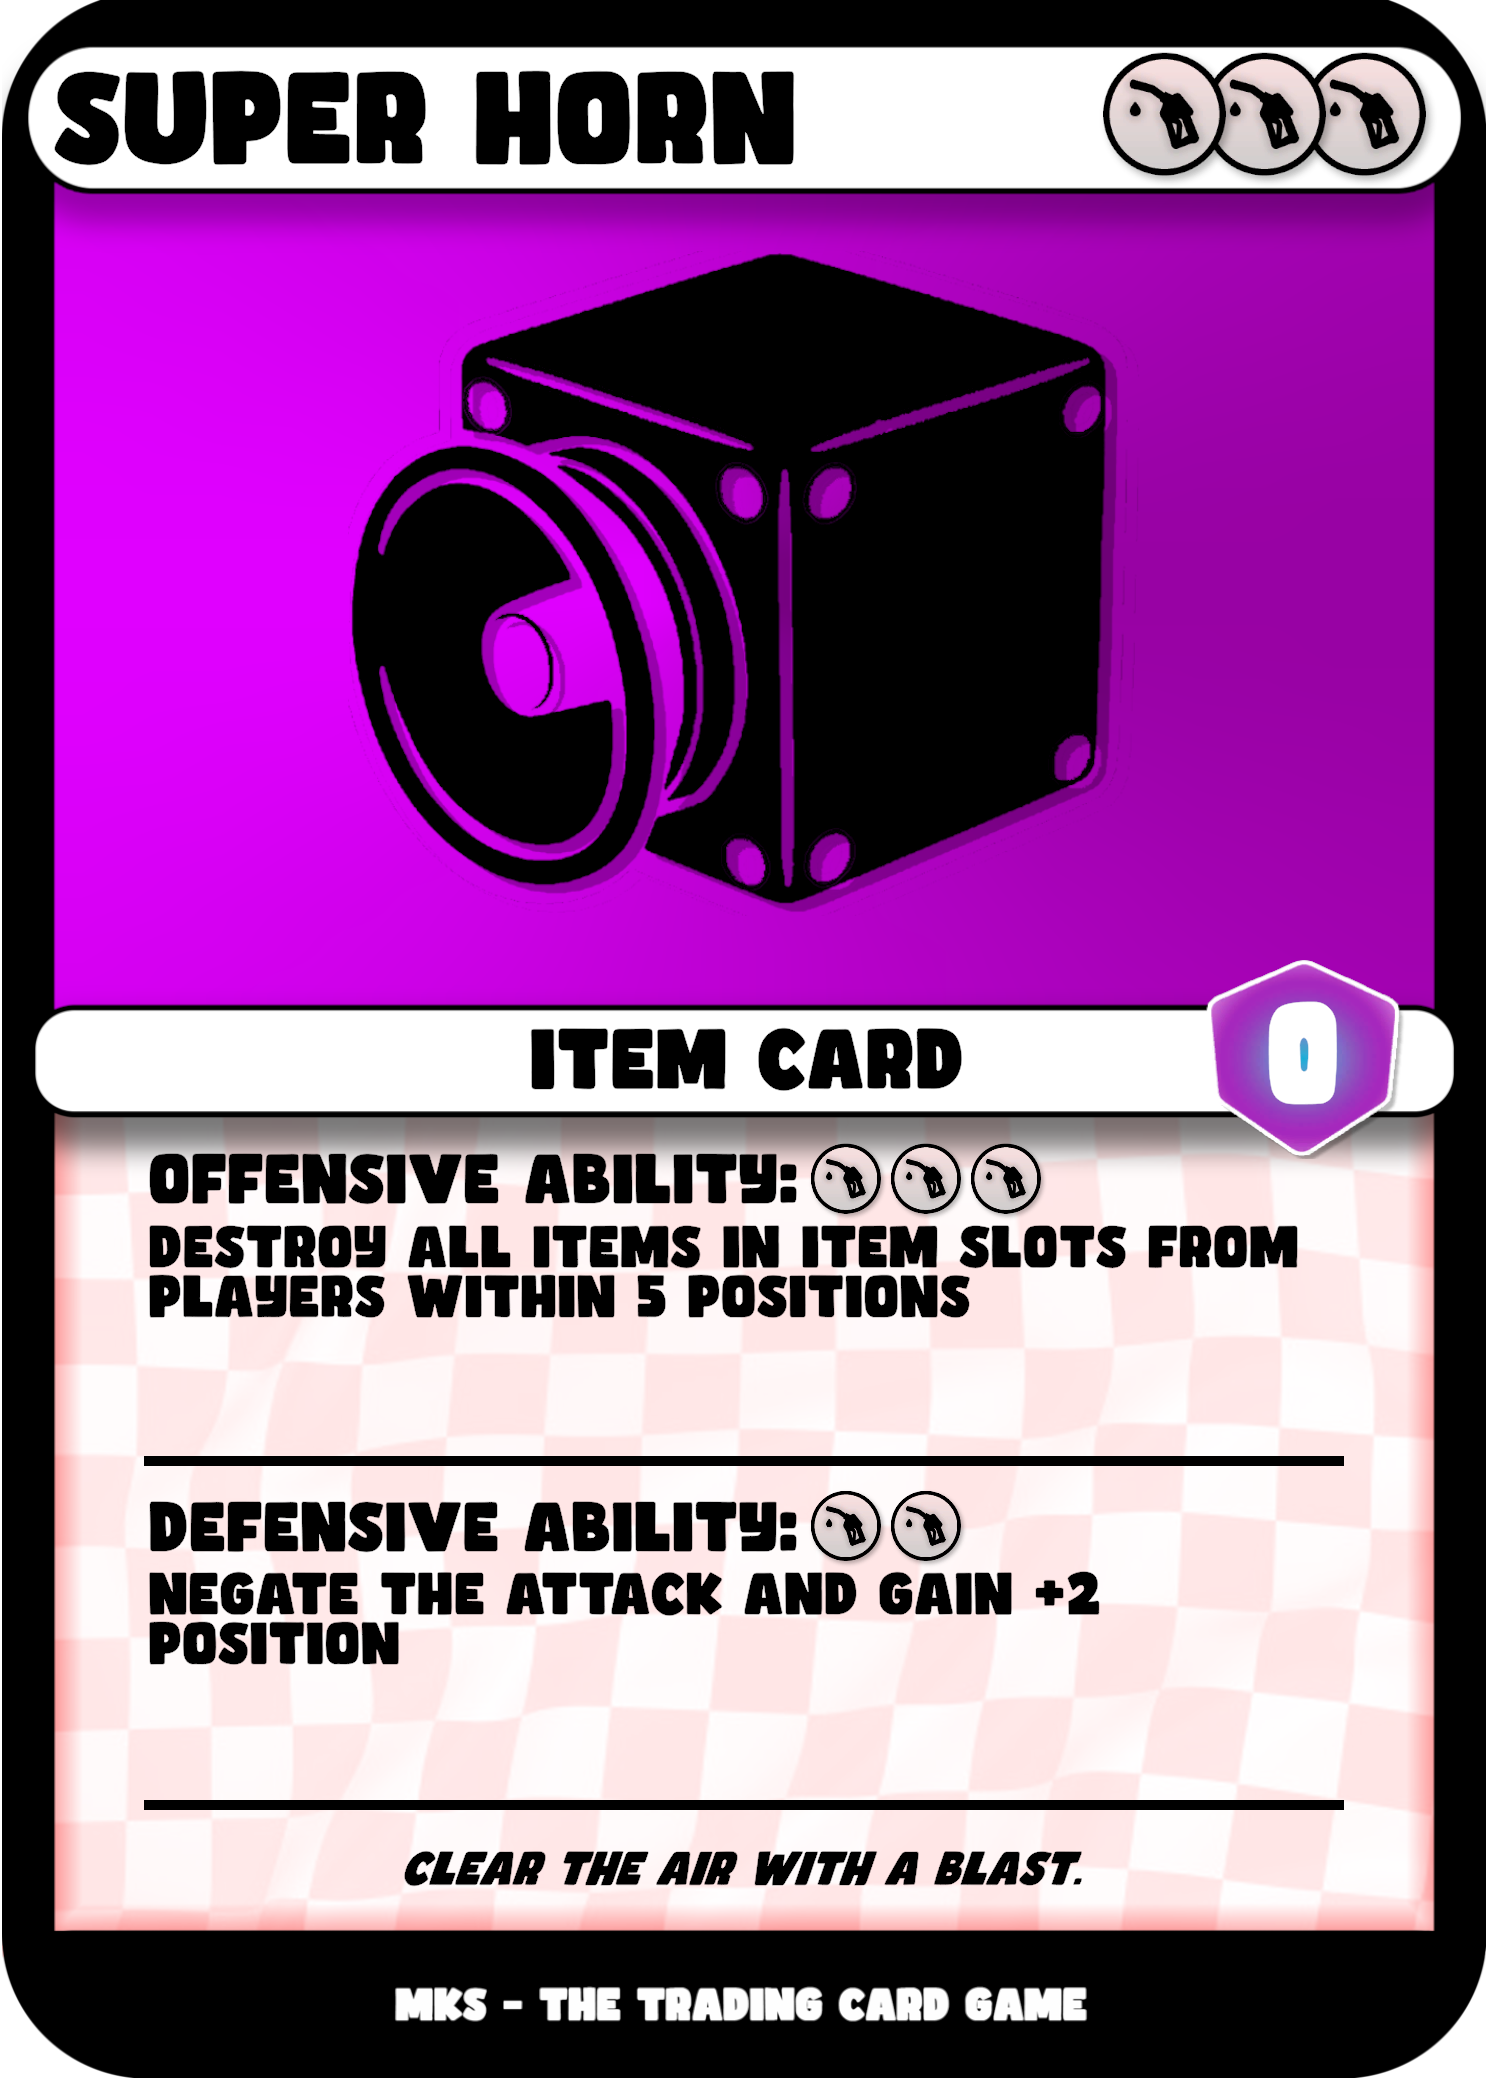 SUPER HORN
ITEM CARD
0
OFFENSIVE ABILITY:
DESTROY ALL ITEMS IN ITEM SLOTS FROM
PLAYERS WITHIN 5 POSITIONS
DEFENSIVE ABILITY:
NEGATE THE ATTACK AND GAIN +2
POSITION
CLEAR THE AIR WITH A BLAST.
MKS - THE TRADING CARD GAME